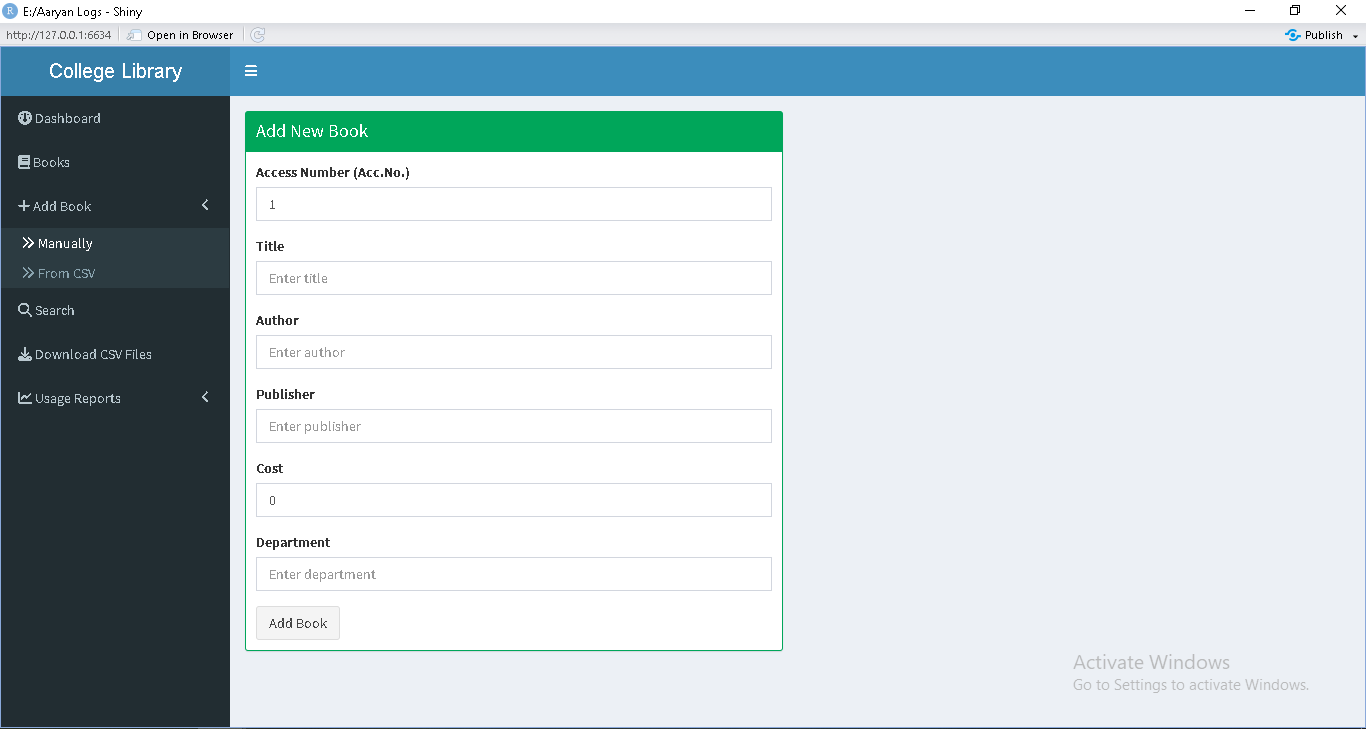 R E:/Aaryan Logs - Shiny
http://127.0.0.1:6634 Open in Browser Publish
College Library
Dashboard
Books
Add Book
Manually
From CSV
Search
Download CSV Files
Usage Reports
Add New Book
Access Number (Acc.No.)
1
Title
Enter title
Author
Enter author
Publisher
Enter publisher
Cost
0
Department
Enter department
Add Book
Activate Windows
Go to Settings to activate Windows.